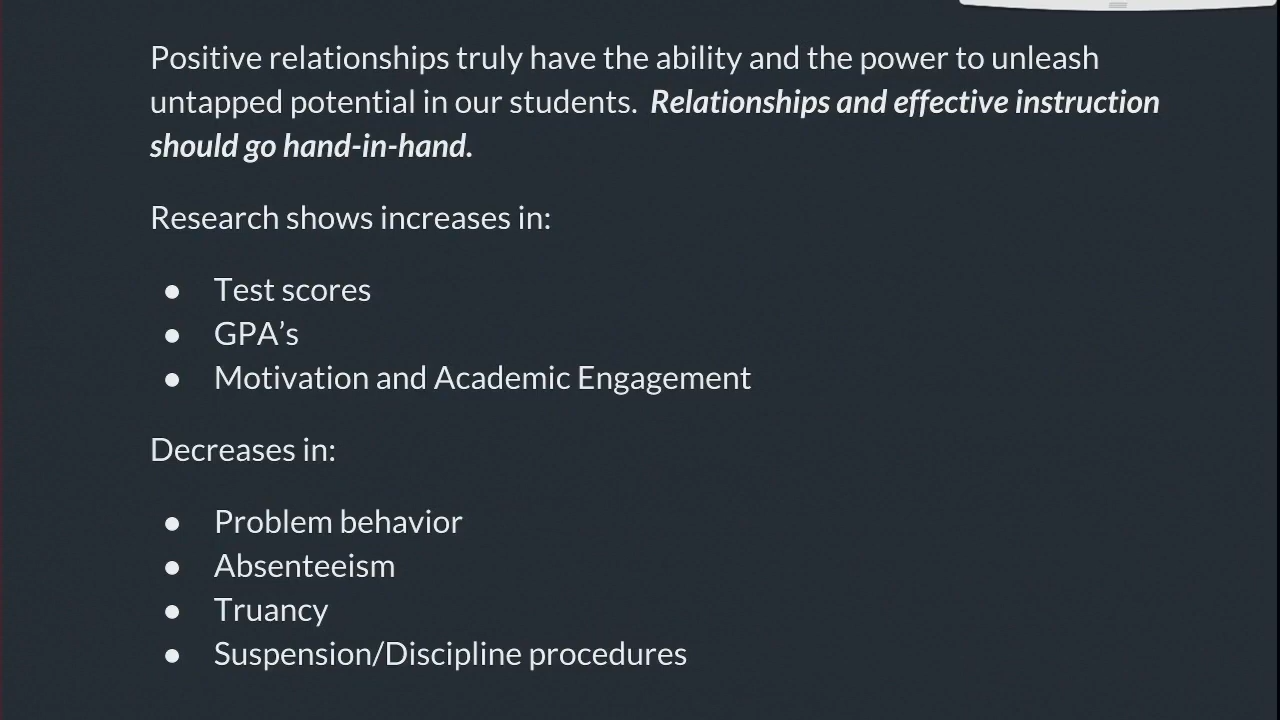 Positive relationships truly have the ability and the power to unleash
untapped potential in our students.  Relationships and effective instruction
should go hand-in-hand.
Research shows increases in:
● Test scores
● GPA’s
● Motivation and Academic Engagement
Decreases in:
● Problem behavior
● Absenteeism
● Truancy
● Suspension/Discipline procedures